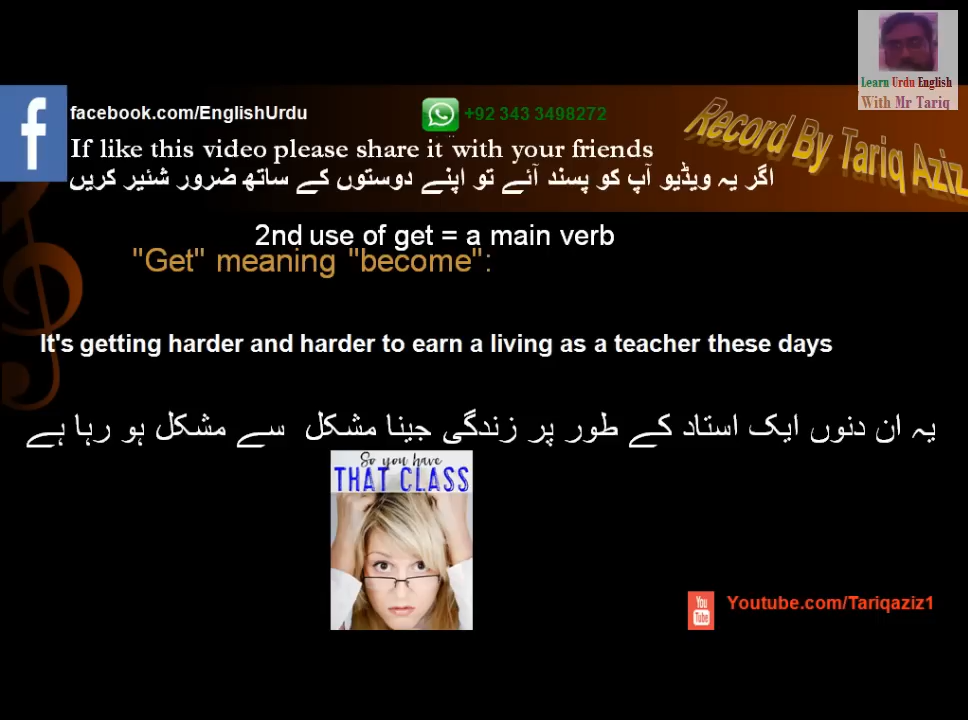 Learn Urdu English
With Mr Tariq
facebook.com/EnglishUrdu
+92 343 3498272
Record By Tariq Aziz
If like this video please share it with your friends
اگر یہ ویڈیو آپ کو پسند آئے تو اپنے دوستوں کے ساتھ ضرور شئیر کریں
2nd use of get = a main verb
"Get" meaning "become":
It's getting harder and harder to earn a living as a teacher these days
یہ ان دنوں ایک استاد کے طور پر زندگی جینا مشکل سے مشکل ہو رہا ہے
So you have
THAT CLASS
You
Tube
Youtube.com/Tariqaziz1